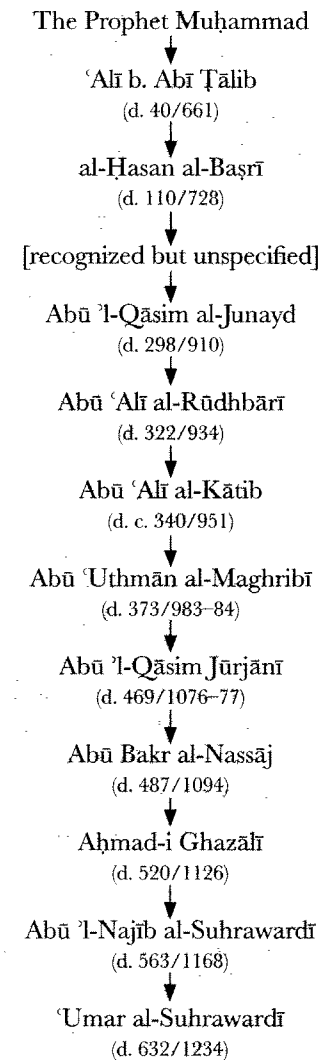 The Prophet Muḥammad
ʿAlī b. Abī Ṭālib
(d. 40/661)
al-Ḥasan al-Baṣrī
(d. 110/728)
[recognized but unspecified]
Abū ʾl-Qāsim al-Junayd
(d. 298/910)
Abū ʿAlī al-Rūdhbārī
(d. 322/934)
Abū ʿAlī al-Kātib
(d. c. 340/951)
Abū ʿUthmān al-Maghribī
(d. 373/983–84)
Abū ʾl-Qāsim Jūrjānī
(d. 469/1076–77)
Abū Bakr al-Nassāj
(d. 487/1094)
Aḥmad-i Ghazālī
(d. 520/1126)
Abū ʾl-Najīb al-Suhrawardī
(d. 563/1168)
ʿUmar al-Suhrawardī
(d. 632/1234)